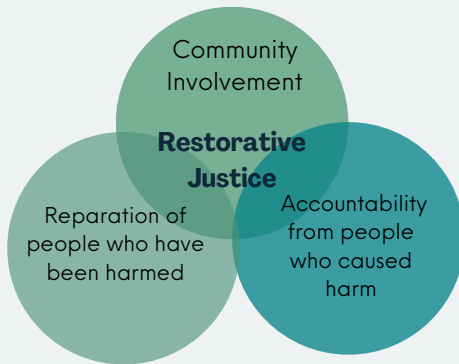 Community
Involvement
Restorative
Justice
Reparation of
people who have
been harmed
Accountability
from people
who caused
harm